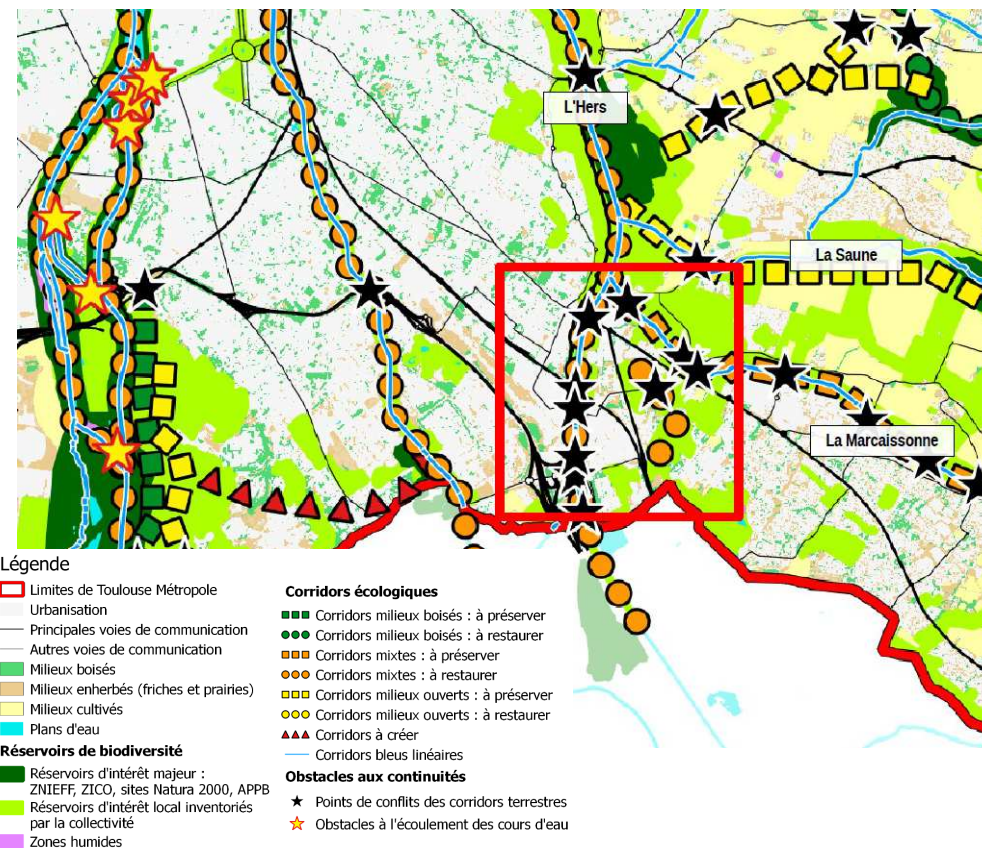 L'Hers
La Saune
La Marcaissonne
Légende
Limites de Toulouse Métropole
Urbanisation
Principales voies de communication
Autres voies de communication
Milieux boisés
Milieux enherbés (friches et prairies)
Milieux cultivés
Plans d'eau
Réservoirs de biodiversité
Réservoirs d'intérêt majeur :
ZNIEFF, ZICO, sites Natura 2000, APPB
Réservoirs d'intérêt local inventoriés
par la collectivité
Zones humides
Corridors écologiques
Corridors milieux boisés : à préserver
Corridors milieux boisés : à restaurer
Corridors mixtes : à préserver
Corridors mixtes : à restaurer
Corridors milieux ouverts : à préserver
Corridors milieux ouverts : à restaurer
Corridors à créer
Corridors bleus linéaires
Obstacles aux continuités
Points de conflits des corridors terrestres
Obstacles à l'écoulement des cours d'eau